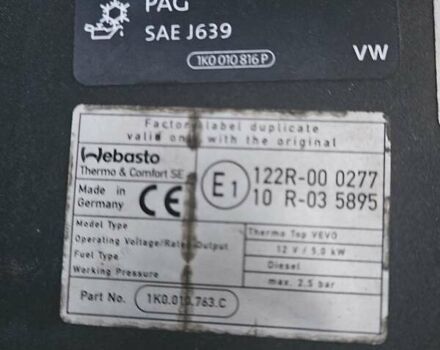 PAG
SAE J639
1K0 010 816 P
VW
Factory label duplicate
valid only with the original
Webasto
Thermo & Comfort SE
Made in
Germany
CE
E1
122R-00 0277
10 R-03 5895
Model Type Thermo Top VEVO
Operating Voltage/Rated Output 12 V / 5.0 kW
Fuel Type Diesel
Working Pressure max. 2.5 bar
Part No. 1K0.010.763.C